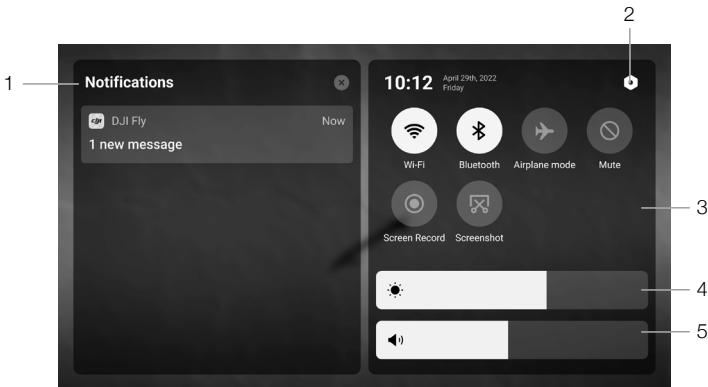 2
1
Notifications
DJI Fly
Now
1 new message
10:12
April 29th, 2022
Friday
Wi-Fi
Bluetooth
Airplane mode
Mute
Screen Record
Screenshot
3
4
5